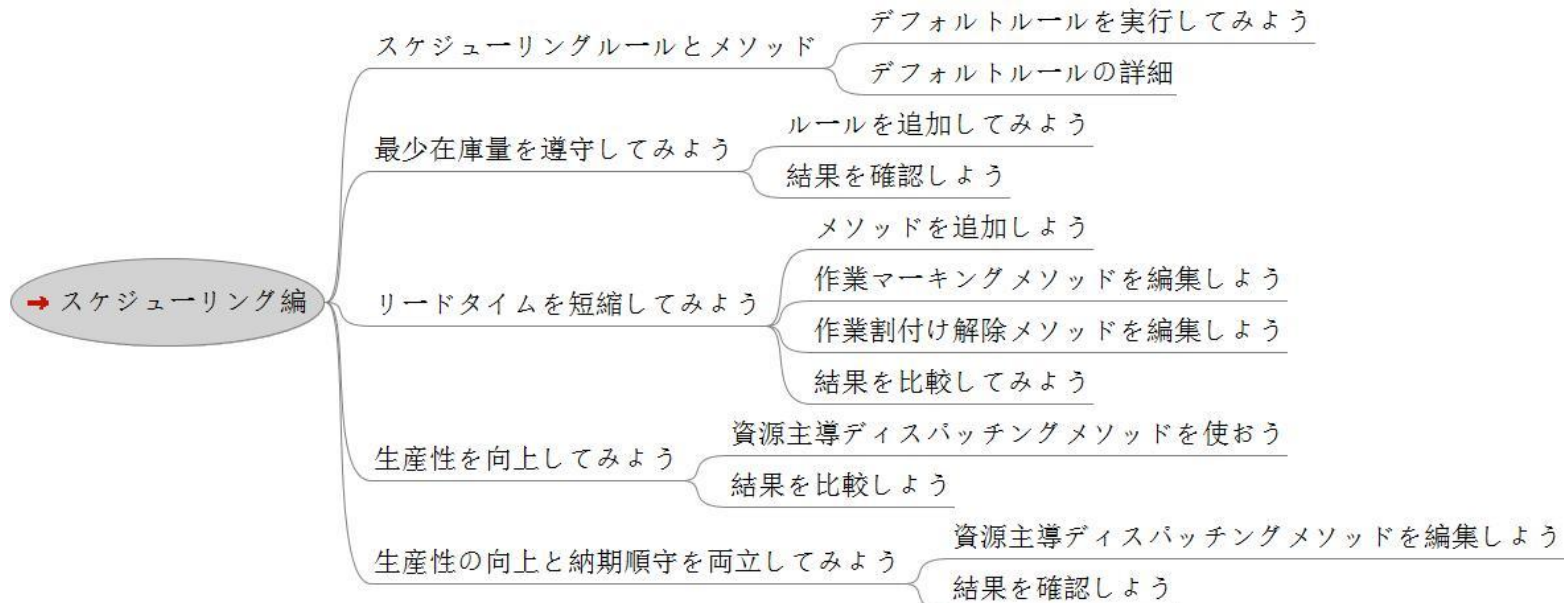 スケジューリング編
スケジューリングルールとメソッド
デフォルトルールを実行してみよう
デフォルトルールの詳細
最少在庫量を遵守してみよう
ルールを追加してみよう
結果を確認しよう
リードタイムを短縮してみよう
メソッドを追加しよう
作業マーキングメソッドを編集しよう
作業割付け解除メソッドを編集しよう
結果を比較してみよう
生産性を向上してみよう
資源主導ディスパッチングメソッドを使おう
結果を比較しよう
生産性の向上と納期順守を両立してみよう
資源主導ディスパッチングメソッドを編集しよう
結果を確認しよう